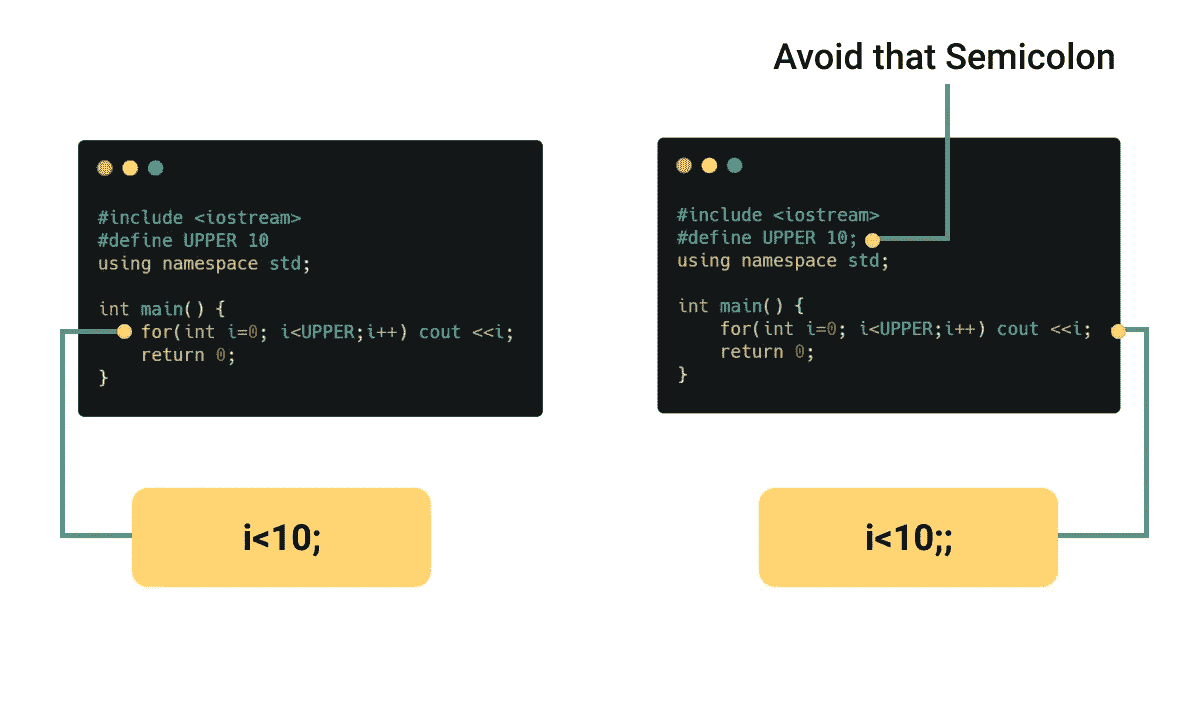 Avoid that Semicolon
#include <iostream>
#define UPPER 10
using namespace std;
int main() {
for(int i=0; i<UPPER;i++) cout <<i;
return 0;
}
i<10;
#include <iostream>
#define UPPER 10;
using namespace std;
int main() {
for(int i=0; i<UPPER;i++) cout <<i;
return 0;
}
i<10;;